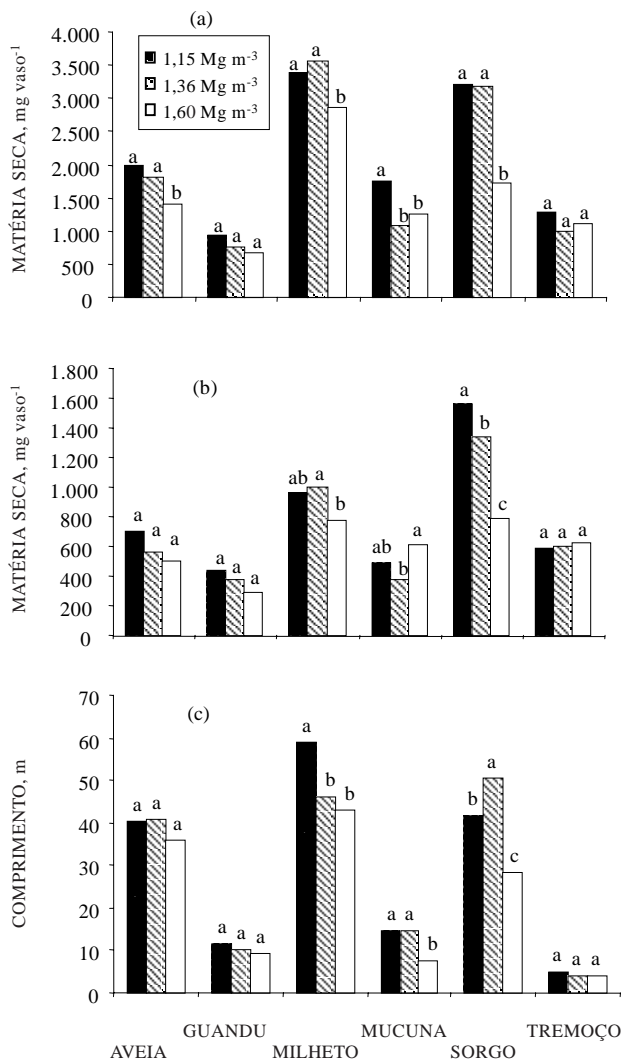 (a)
4.000
3.500
3.000
2.000
1.500
1.000
500
0
MATÉRIA SECA, mg vaso⁻¹
1,15 Mg m⁻³
1,36 Mg m⁻³
1,60 Mg m⁻³
a a b
a a a
a a b
a b b
a a b
a a a
(b)
1.800
1.600
1.400
1.200
1.000
800
600
400
200
0
MATÉRIA SECA, mg vaso⁻¹
a a a
a a a
ab a b
ab b a
a b c
a a a
(c)
70
60
50
40
30
20
10
0
COMPRIMENTO, m
a a a
a a a
a b b
a a b
b a c
a a a
GUANDU MUCUNA TREMOÇO
AVEIA MILHETO SORGO